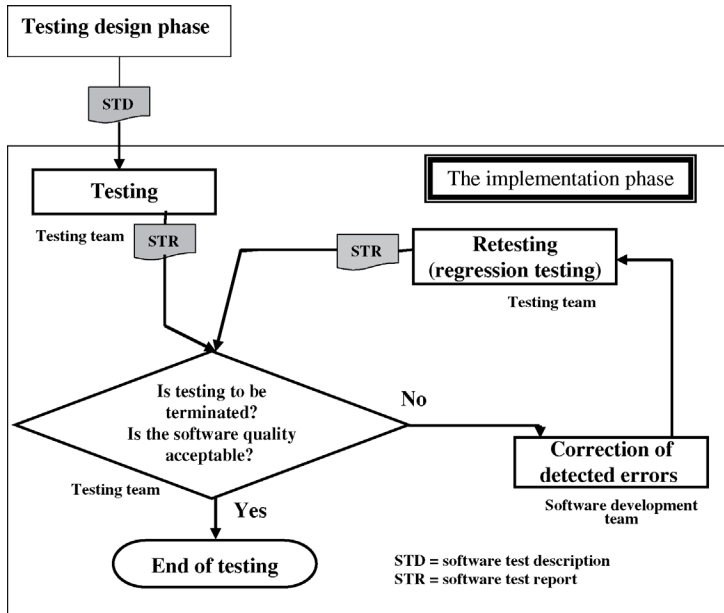 Testing design phase
STD
Testing
The implementation phase
Testing team
STR
STR
Retesting
(regression testing)
Testing team
Is testing to be
terminated?
Is the software quality
acceptable?
No
Testing team
Correction of
detected errors
Software development
team
Yes
End of testing
STD = software test description
STR = software test report